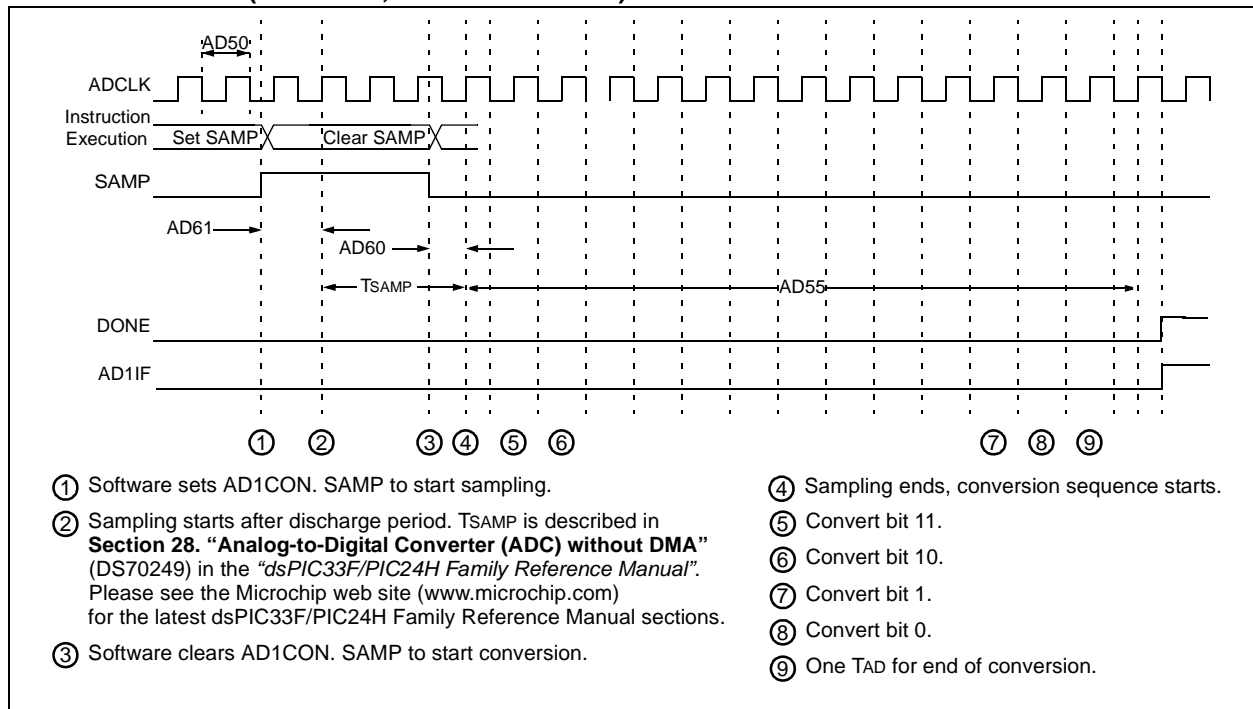 AD50
ADCLK
Instruction
Execution Set SAMP Clear SAMP
SAMP
AD61
AD60
TSAMP AD55
DONE
AD1IF
1 2 3 4 5 6 7 8 9
1 Software sets AD1CON. SAMP to start sampling.
2 Sampling starts after discharge period. TSAMP is described in
Section 28. “Analog-to-Digital Converter (ADC) without DMA”
(DS70249) in the “dsPIC33F/PIC24H Family Reference Manual”.
Please see the Microchip web site (www.microchip.com)
for the latest dsPIC33F/PIC24H Family Reference Manual sections.
3 Software clears AD1CON. SAMP to start conversion.
4 Sampling ends, conversion sequence starts.
5 Convert bit 11.
6 Convert bit 10.
7 Convert bit 1.
8 Convert bit 0.
9 One TAD for end of conversion.